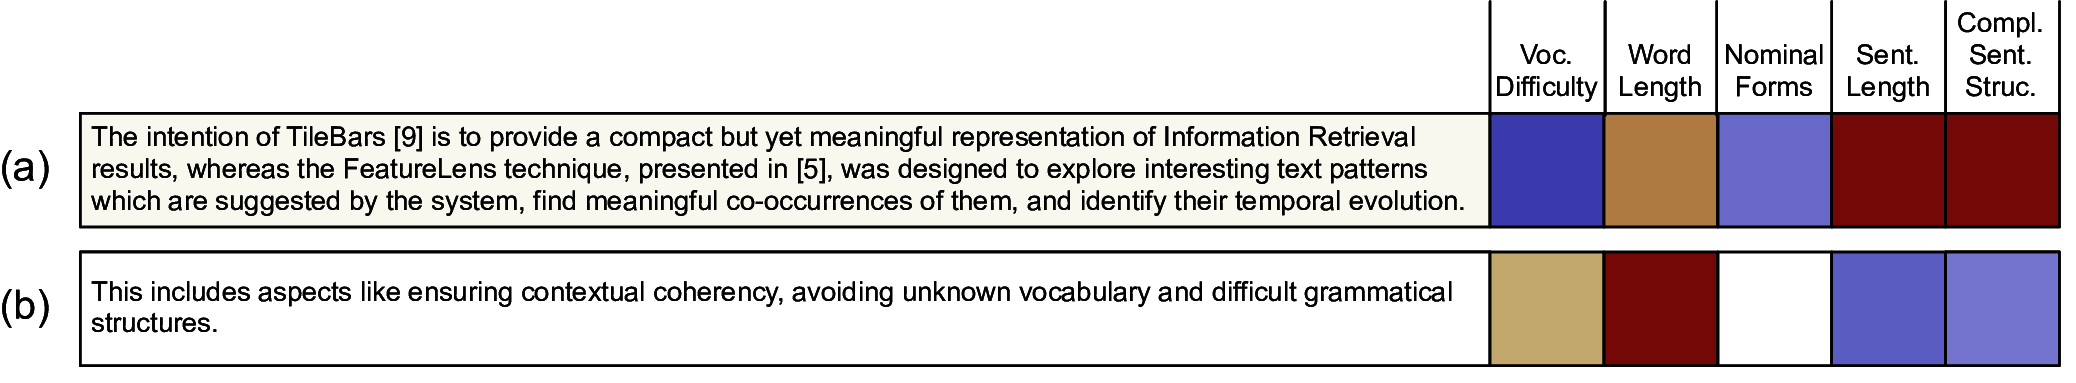 Voc. Difficulty
Word Length
Nominal Forms
Sent. Length
Compl. Sent. Struc.
(a)
The intention of TileBars [9] is to provide a compact but yet meaningful representation of Information Retrieval
results, whereas the FeatureLens technique, presented in [5], was designed to explore interesting text patterns
which are suggested by the system, find meaningful co-occurrences of them, and identify their temporal evolution.
(b)
This includes aspects like ensuring contextual coherency, avoiding unknown vocabulary and difficult grammatical
structures.